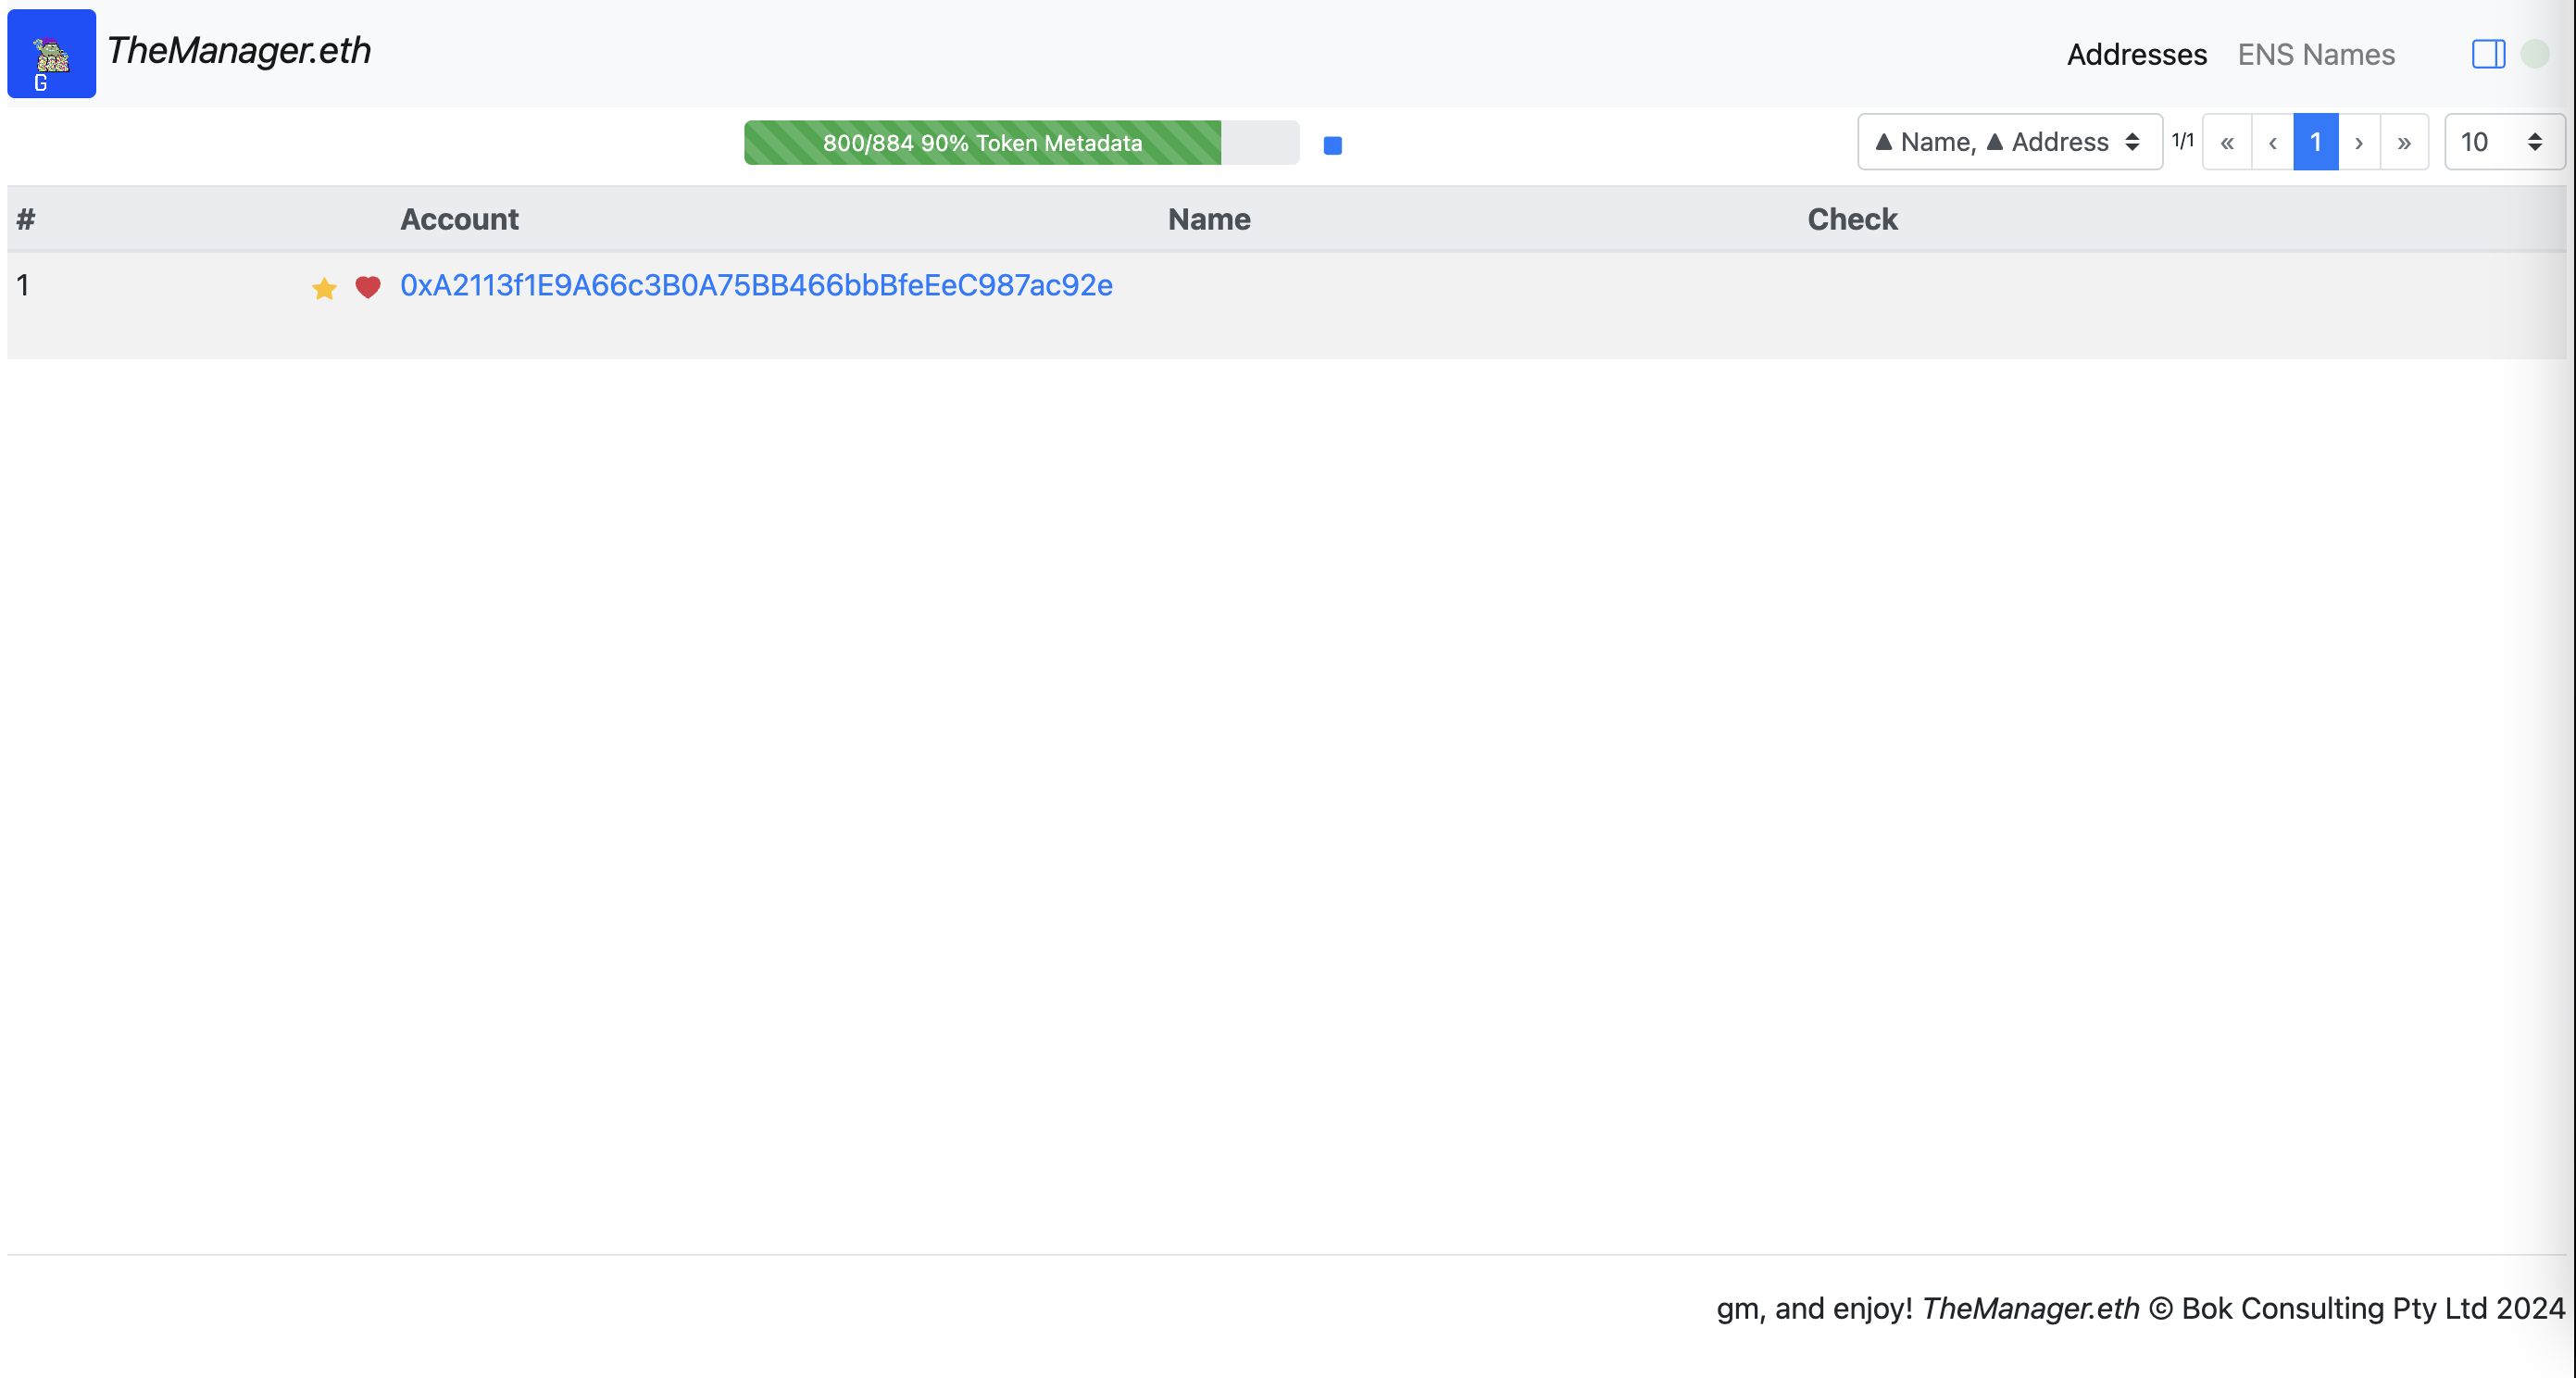 G
TheManager.eth
Addresses ENS Names
800/884 90% Token Metadata
▲ Name, ▲ Address 1/1 « ‹ 1 › » 10
# Account Name Check
1 0xA2113f1E9A66c3B0A75BB466bbBfeEeC987ac92e
gm, and enjoy! TheManager.eth © Bok Consulting Pty Ltd 2024